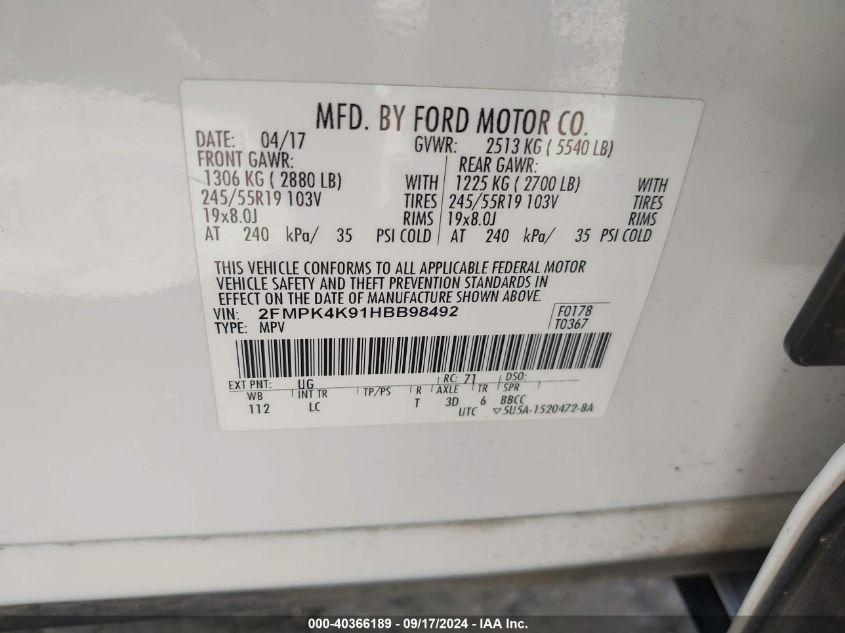 MFD. BY FORD MOTOR CO.
DATE: 04/17 GVWR: 2513 KG ( 5540 LB)
FRONT GAWR: REAR GAWR:
1306 KG ( 2880 LB) WITH 1225 KG ( 2700 LB) WITH
245/55R19 103V TIRES 245/55R19 103V TIRES
19x8.0J RIMS 19x8.0J RIMS
AT 240 kPa/ 35 PSI COLD AT 240 kPa/ 35 PSI COLD
THIS VEHICLE CONFORMS TO ALL APPLICABLE FEDERAL MOTOR
VEHICLE SAFETY AND THEFT PREVENTION STANDARDS IN
EFFECT ON THE DATE OF MANUFACTURE SHOWN ABOVE.
VIN: 2FMPK4K91HBB98492 F0178
TYPE: MPV T0367
EXT PNT: UG RC: 71 DSO:
WB INT TR TP/PS R AXLE TR SPR
112 LC T 3D 6 BBCC
UTC ▽5U5A-1520472-BA
000-40366189 - 09/17/2024 - IAA Inc.